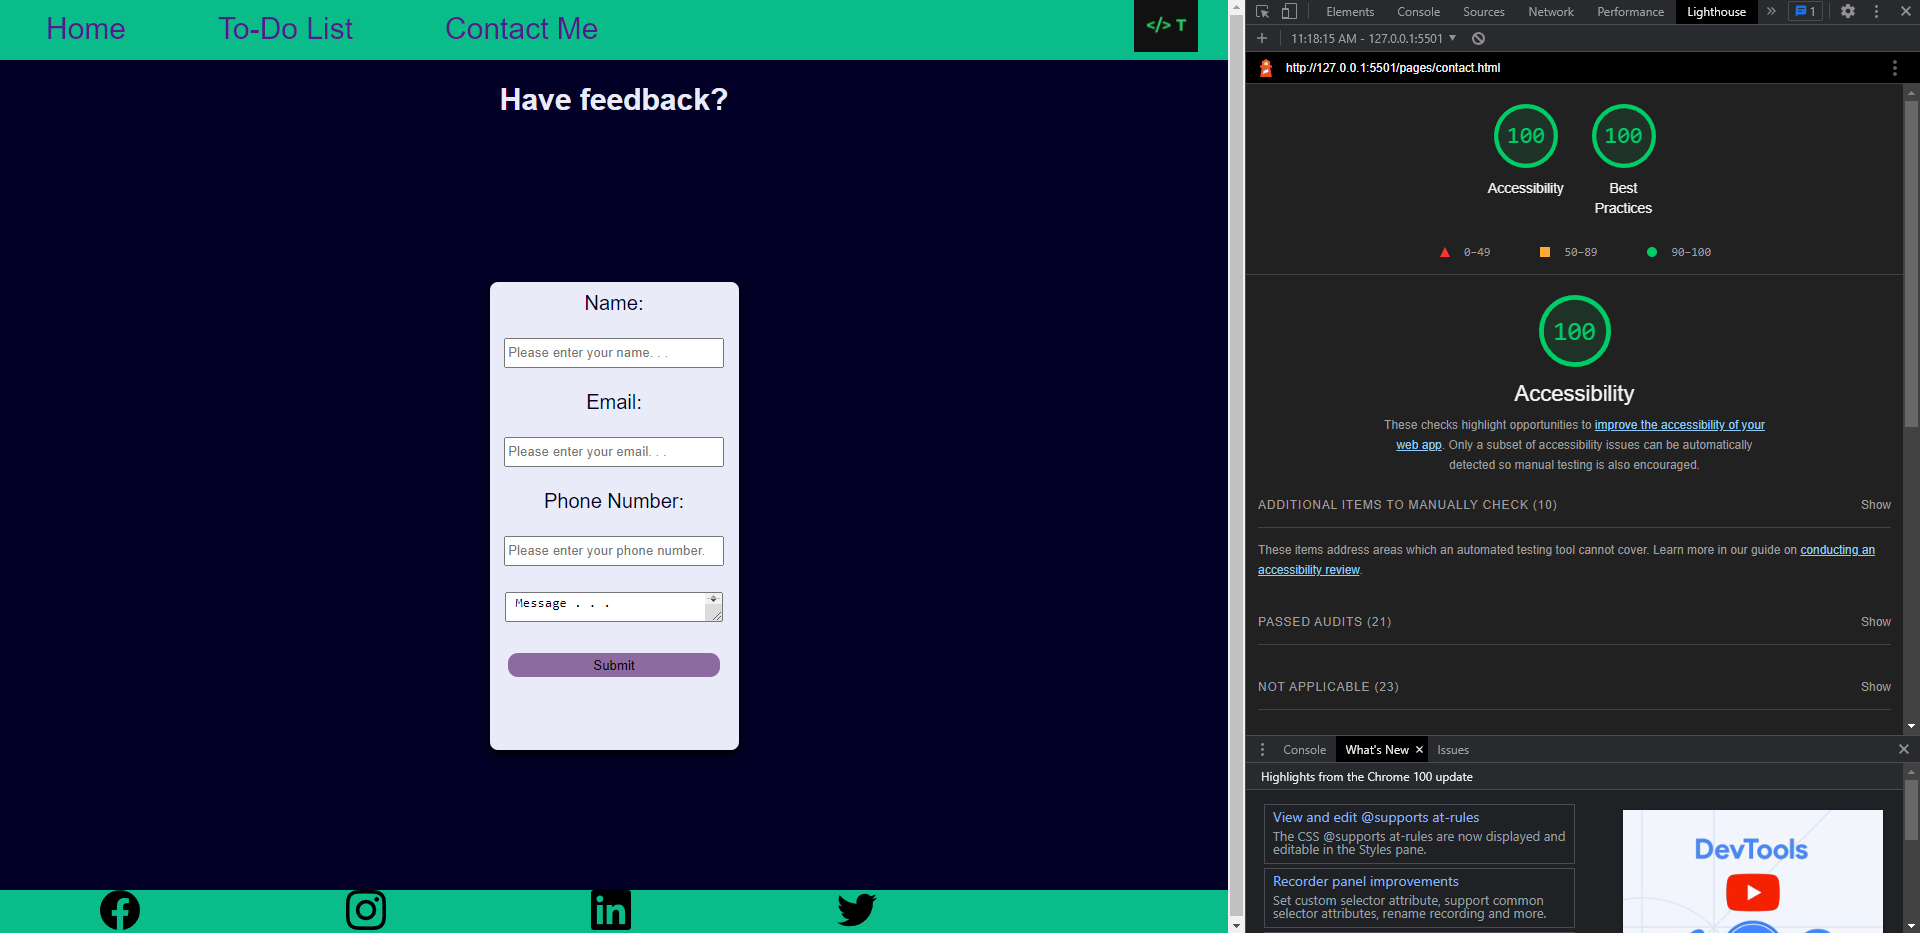 Home To-Do List Contact Me
</> T
Have feedback?
Name:
Please enter your name. . .
Email:
Please enter your email. . .
Phone Number:
Please enter your phone number.
Message . . .
Submit
Elements Console Sources Network Performance Lighthouse » 1
11:18:15 AM - 127.0.0.1:5501
http://127.0.0.1:5501/pages/contact.html
100 100
Accessibility Best
Practices
0–49 50–89 90–100
100
Accessibility
These checks highlight opportunities to improve the accessibility of your
web app. Only a subset of accessibility issues can be automatically
detected so manual testing is also encouraged.
ADDITIONAL ITEMS TO MANUALLY CHECK (10) Show
These items address areas which an automated testing tool cannot cover. Learn more in our guide on conducting an
accessibility review.
PASSED AUDITS (21) Show
NOT APPLICABLE (23) Show
Console What's New Issues
Highlights from the Chrome 100 update
View and edit @supports at-rules
The CSS @supports at-rules are now displayed and
editable in the Styles pane.
Recorder panel improvements
Set custom selector attribute, support common
selector attributes, rename recording and more.
DevTools